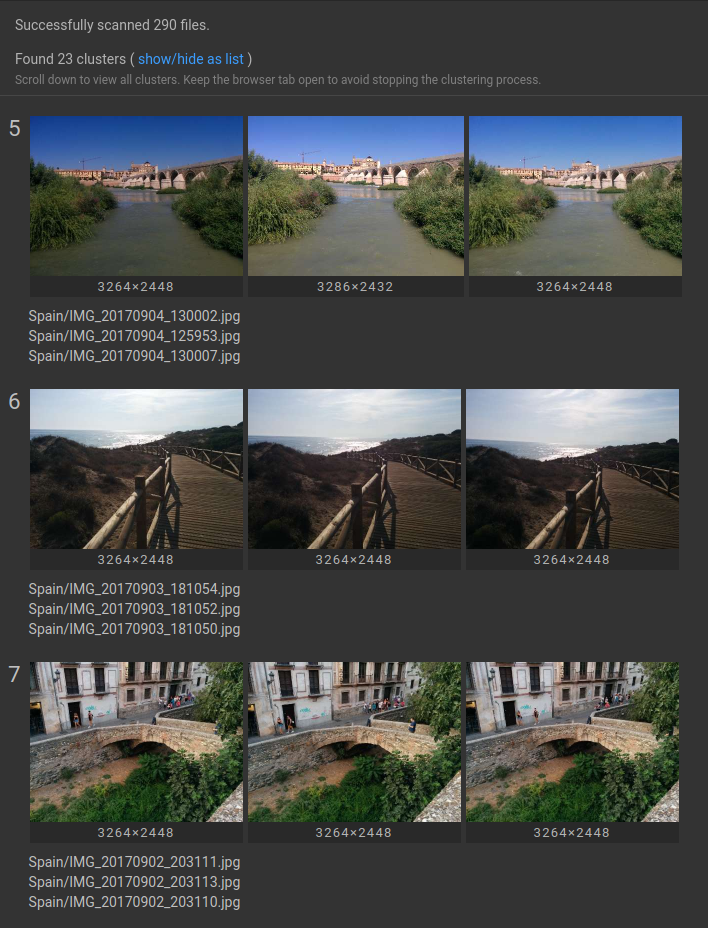 Successfully scanned 290 files.
Found 23 clusters ( show/hide as list )
Scroll down to view all clusters. Keep the browser tab open to avoid stopping the clustering process.
5
3264×2448 3286×2432 3264×2448
Spain/IMG_20170904_130002.jpg
Spain/IMG_20170904_125953.jpg
Spain/IMG_20170904_130007.jpg
6
3264×2448 3264×2448 3264×2448
Spain/IMG_20170903_181054.jpg
Spain/IMG_20170903_181052.jpg
Spain/IMG_20170903_181050.jpg
7
3264×2448 3264×2448 3264×2448
Spain/IMG_20170902_203111.jpg
Spain/IMG_20170902_203113.jpg
Spain/IMG_20170902_203110.jpg